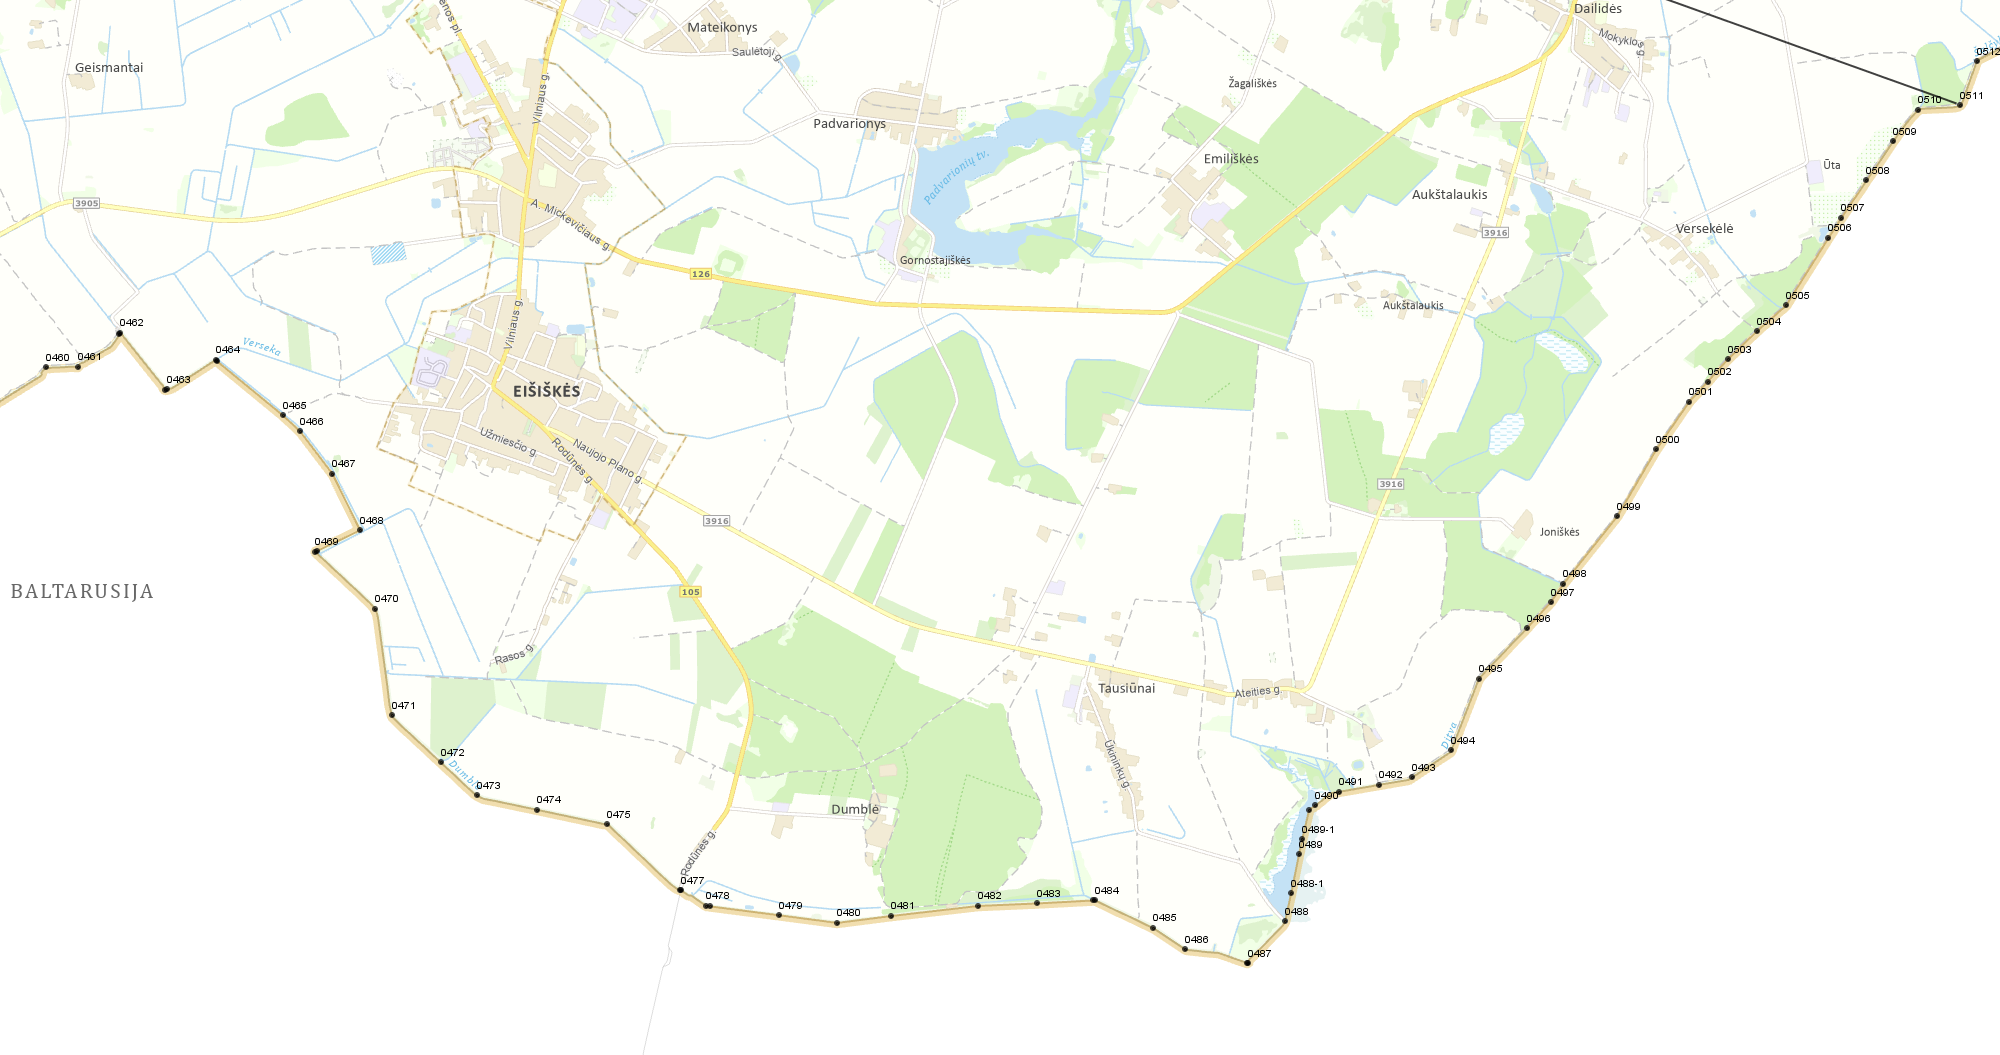 Dailidės
Mateikonys
Mokyklos g.
Vilniaus g.
Saulėtoji g.
0512
Geismantai
Žagališkės
0510
0511
Padvarionys
0509
Padvarionių tv.
Emiliškės
Ūta
0508
A. Mickevičiaus g.
Aukštalaukis
3905
0507
3916
Versekėlė
0506
Gornostajiškės
126
0505
Aukštalaukis
0462
Vilniaus g.
0504
Verseka
0464
0460
0461
0503
0463
EIŠIŠKĖS
0502
0501
0465
0466
Užmiesčio g.
Rodūnės g.
Naujojo Plano g.
0500
0467
3916
0499
0468
3916
Joniškės
0469
BALTARUSIJA
105
0498
0497
0470
0496
Rasos g.
0495
Tausiūnai
Ateities g.
0471
Ditva
0494
0472
Ūkininkų g.
0493
0473
0492
0491
0474
0490
Dumblė
0475
0489-1
Rodūnės g.
0489
0477
0488-1
0478
0482
0483
0484
0479
0480
0481
0488
0485
0486
0487